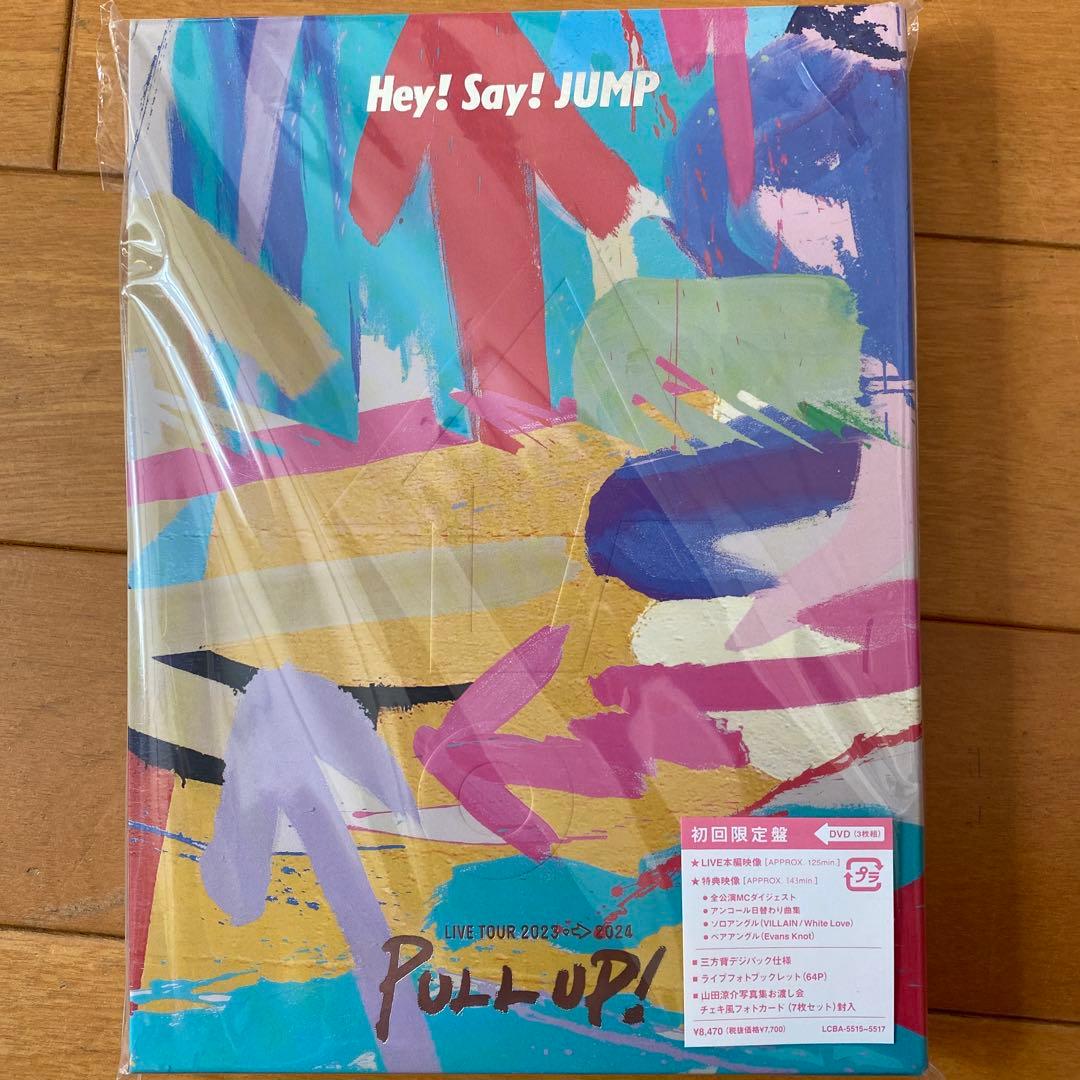 Hey! Say! JUMP
LIVE TOUR 2023⇨2024
PULL UP!
初回限定盤
DVD (3枚組)
★LIVE本編映像 [APPROX. 125min.]
★特典映像 [APPROX. 143min.]
プラ
●全公演MCダイジェスト
●アンコール日替わり曲集
●ソロアングル(VILLAIN / White Love)
●ペアアングル(Evans Knot)
■三方背デジパック仕様
■ライブフォトブックレット(64P)
■山田涼介写真集お渡し会
チェキ風フォトカード (7枚セット)封入
¥8,470 (税抜価格¥7,700)
LCBA-5515~5517